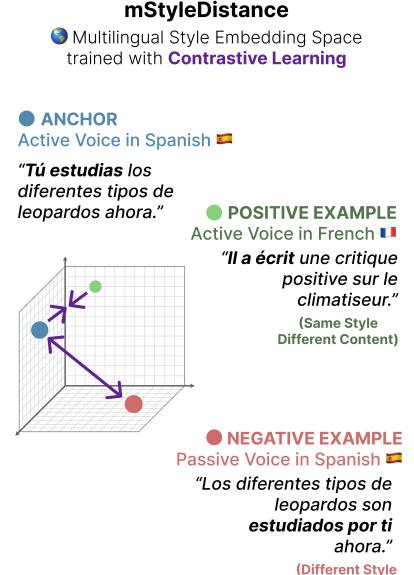 mStyleDistance
🌎 Multilingual Style Embedding Space
trained with Contrastive Learning
ANCHOR
Active Voice in Spanish 🇪🇸
“Tú estudias los
diferentes tipos de
leopardos ahora.”
POSITIVE EXAMPLE
Active Voice in French 🇫🇷
“Il a écrit une critique
positive sur le
climatiseur.”
(Same Style
Different Content)
NEGATIVE EXAMPLE
Passive Voice in Spanish 🇪🇸
“Los diferentes tipos de
leopardos son
estudiados por ti
ahora.”
(Different Style